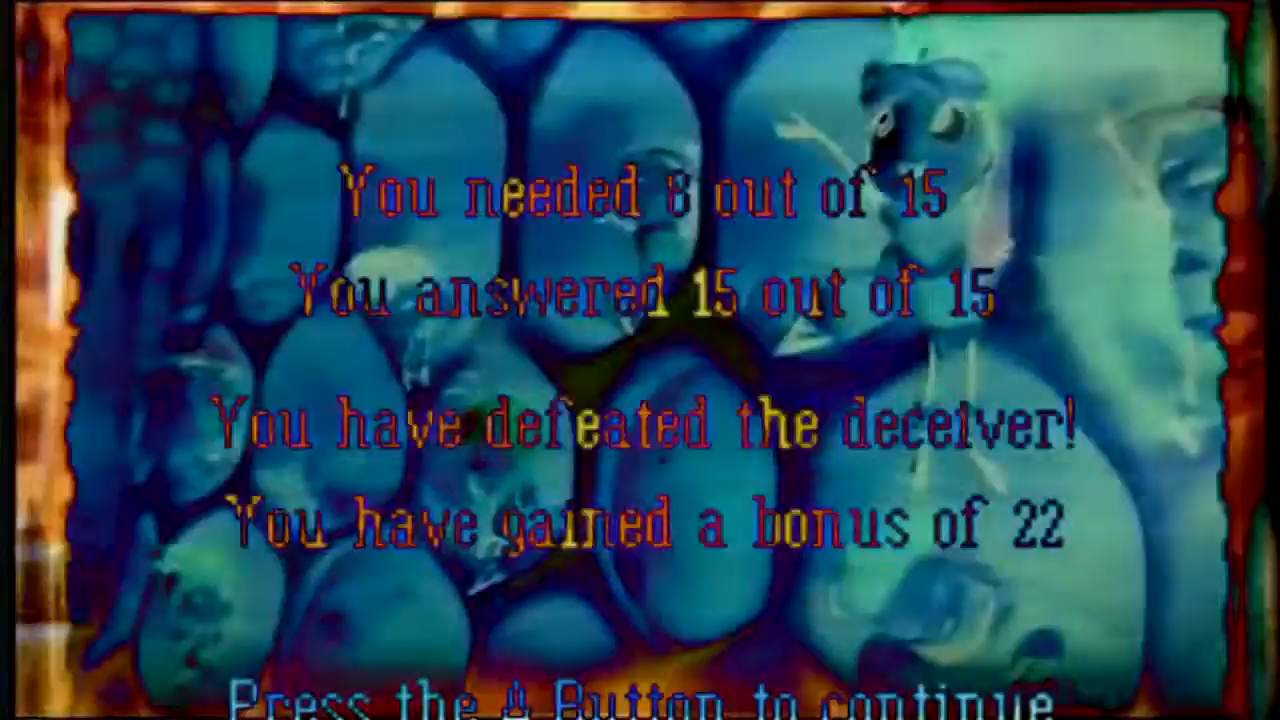 You needed 8 out of 15
You answered 15 out of 15
You have defeated the deceiver!
You have gained a bonus of 22
Press the A Button to continue